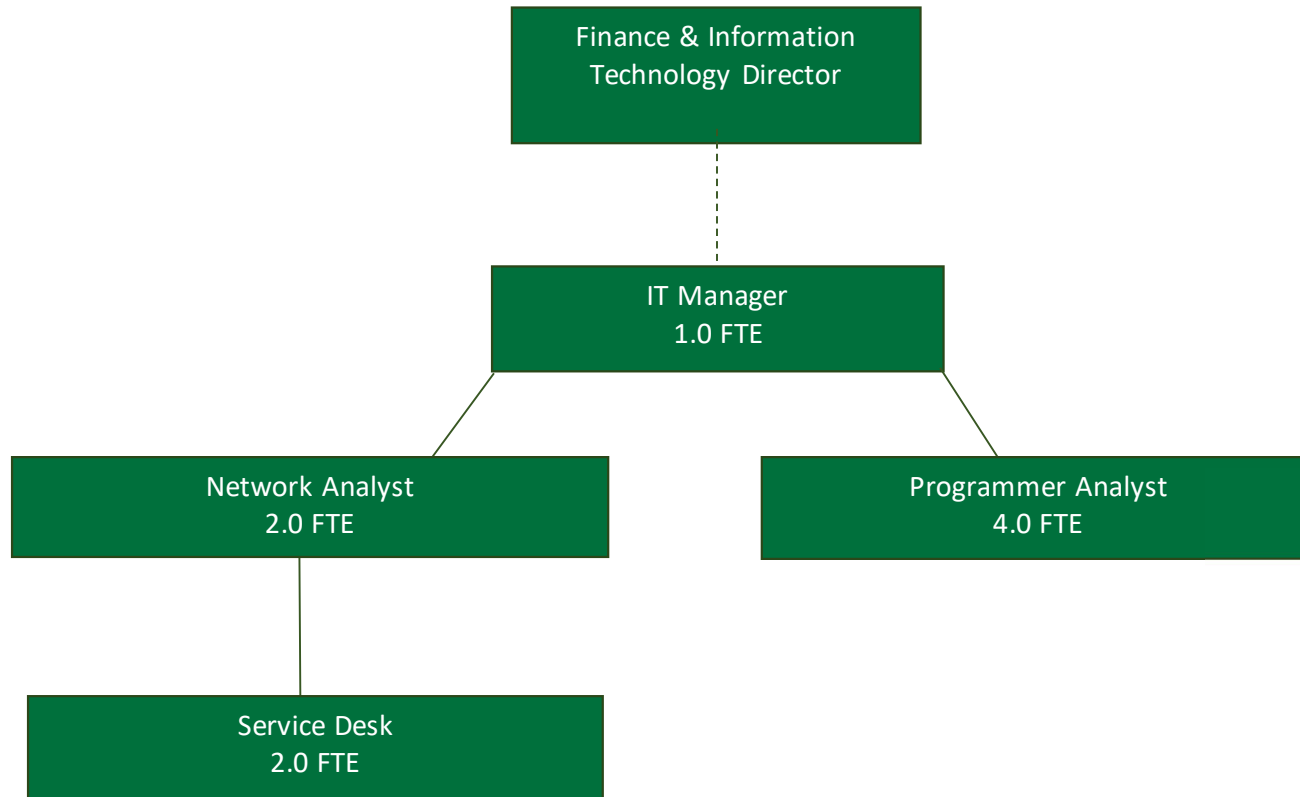 Finance & Information
Technology Director
IT Manager
1.0 FTE
Network Analyst
2.0 FTE
Programmer Analyst
4.0 FTE
Service Desk
2.0 FTE